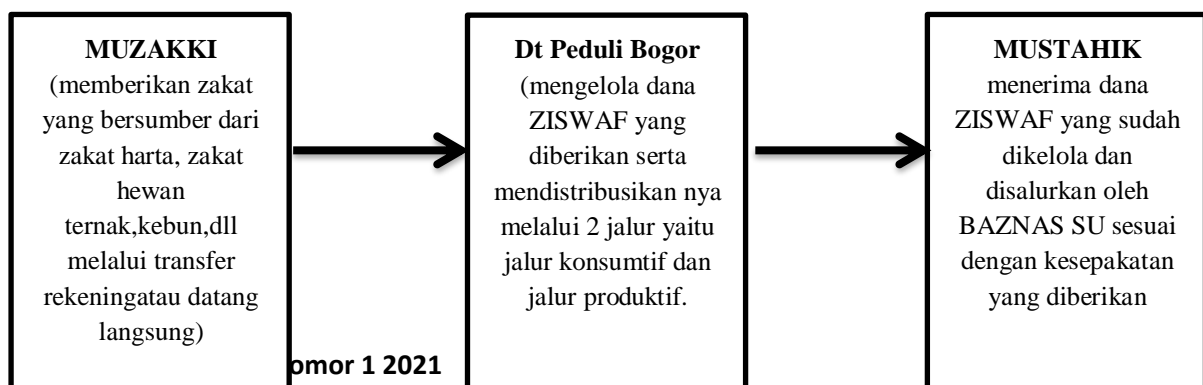 MUZAKKI
(memberikan zakat
yang bersumber dari
zakat harta, zakat
hewan
ternak,kebun,dll
melalui transfer
rekeningatau datang
langsung)
Dt Peduli Bogor
(mengelola dana
ZISWAF yang
diberikan serta
mendistribusikan nya
melalui 2 jalur yaitu
jalur konsumtif dan
jalur produktif.
MUSTAHIK
menerima dana
ZISWAF yang sudah
dikelola dan
disalurkan oleh
BAZNAS SU sesuai
dengan kesepakatan
yang diberikan
omor 1 2021